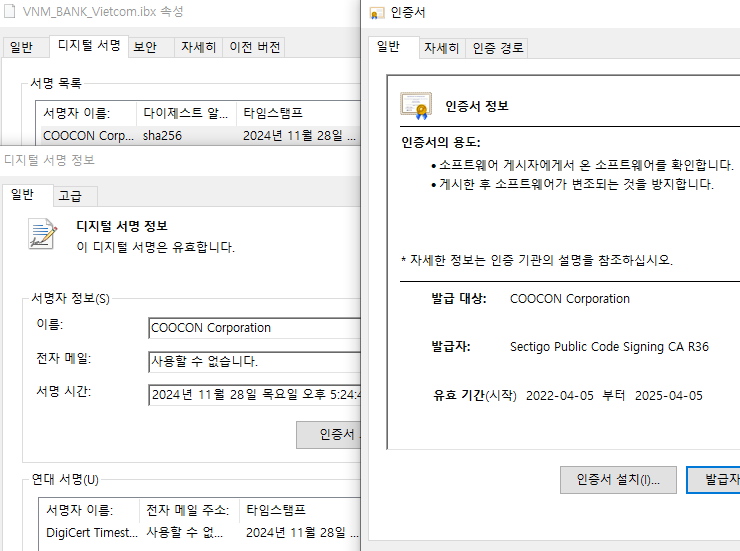 VNM_BANK_Vietcom.ibx 속성
일반 디지털 서명 보안 자세히 이전 버전
서명 목록
서명자 이름: 다이제스트 알... 타임스탬프
COOCON Corp... sha256 2024년 11월 28일 ...
디지털 서명 정보
일반 고급
디지털 서명 정보
이 디지털 서명은 유효합니다.
서명자 정보(S)
이름: COOCON Corporation
전자 메일: 사용할 수 없습니다.
서명 시간: 2024년 11월 28일 목요일 오후 5:24:4
인증서
연대 서명(U)
서명자 이름: 전자 메일 주소: 타임스탬프
DigiCert Timest... 사용할 수 없... 2024년 11월 28일 ...
인증서
일반 자세히 인증 경로
인증서 정보
인증서의 용도:
• 소프트웨어 게시자에게서 온 소프트웨어를 확인합니다.
• 게시한 후 소프트웨어가 변조되는 것을 방지합니다.
* 자세한 정보는 인증 기관의 설명을 참조하십시오.
발급 대상: COOCON Corporation
발급자: Sectigo Public Code Signing CA R36
유효 기간(시작) 2022-04-05 부터 2025-04-05
인증서 설치(I)... 발급자